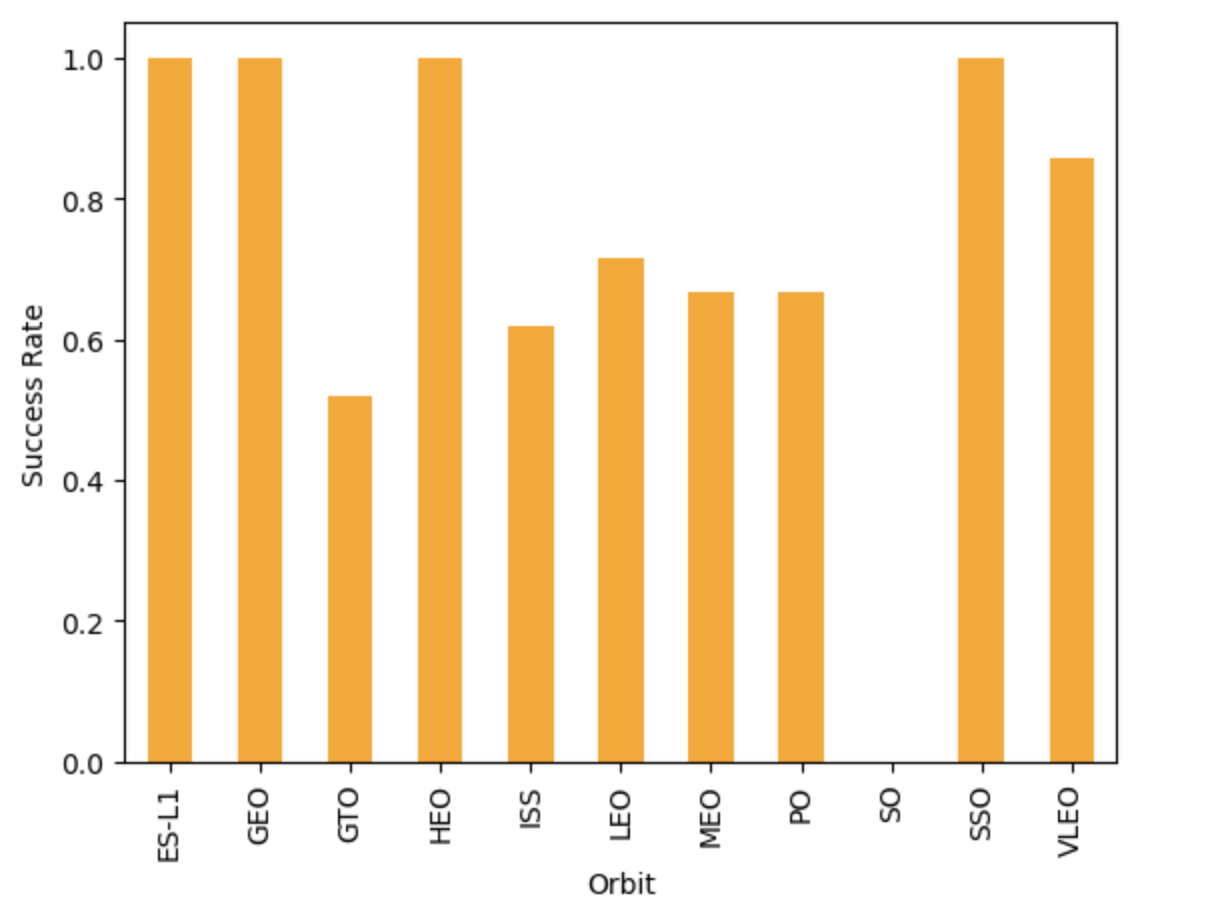 1.0
0.8
0.6
0.4
0.2
0.0
Success Rate
ES-L1
GEO
GTO
HEO
ISS
LEO
MEO
PO
SO
SSO
VLEO
Orbit